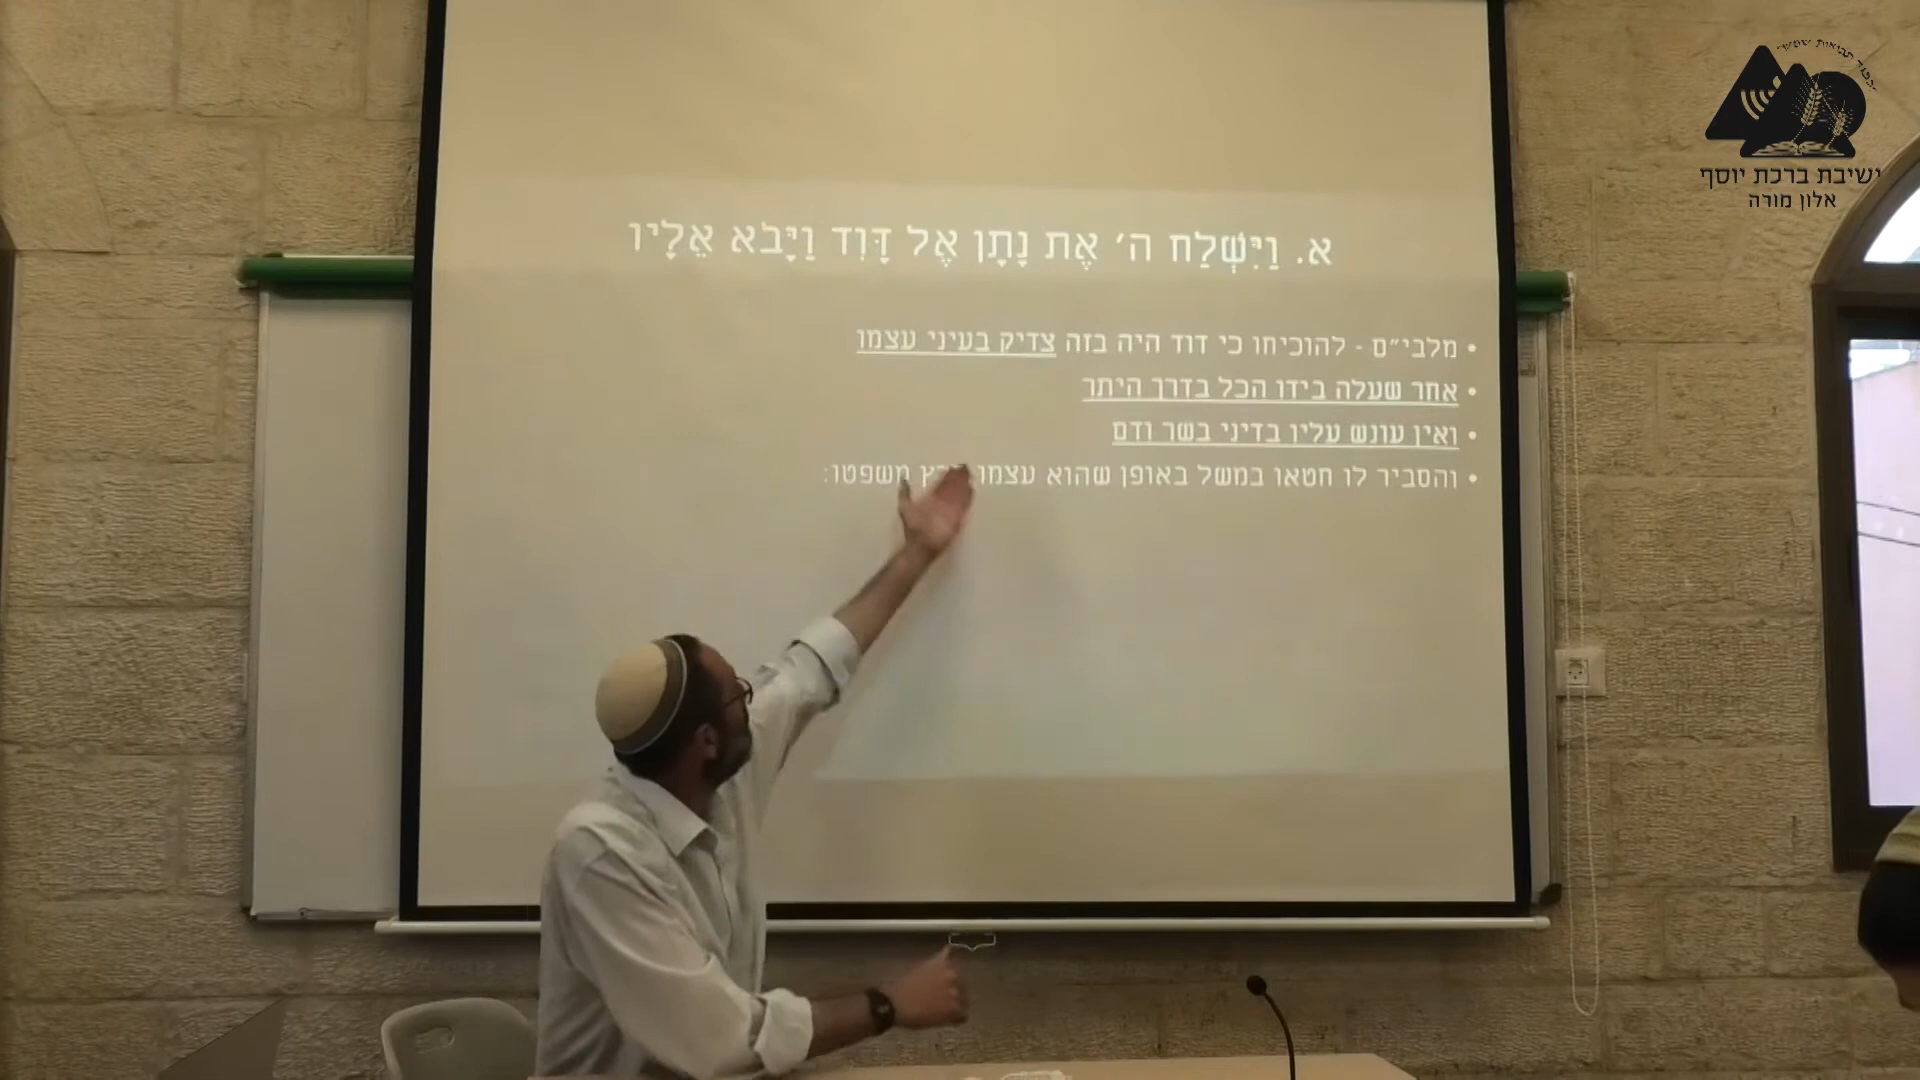 א. וַיִּשְׁלַח ה׳ אֶת נָתָן אֶל דָּוִד וַיָּבֹא אֵלָיו
• מלבי״ם - להוכיחו כי דוד היה בזה צדיק בעיני עצמו
• אחר שעלה בידו הכל בדרך היתר
• ואין עונש עליו בדיני בשר ודם
• והסביר לו חטאו במשל באופן שהוא עצמו משפטו:
ישיבת ברכת יוסף
אלון מורה